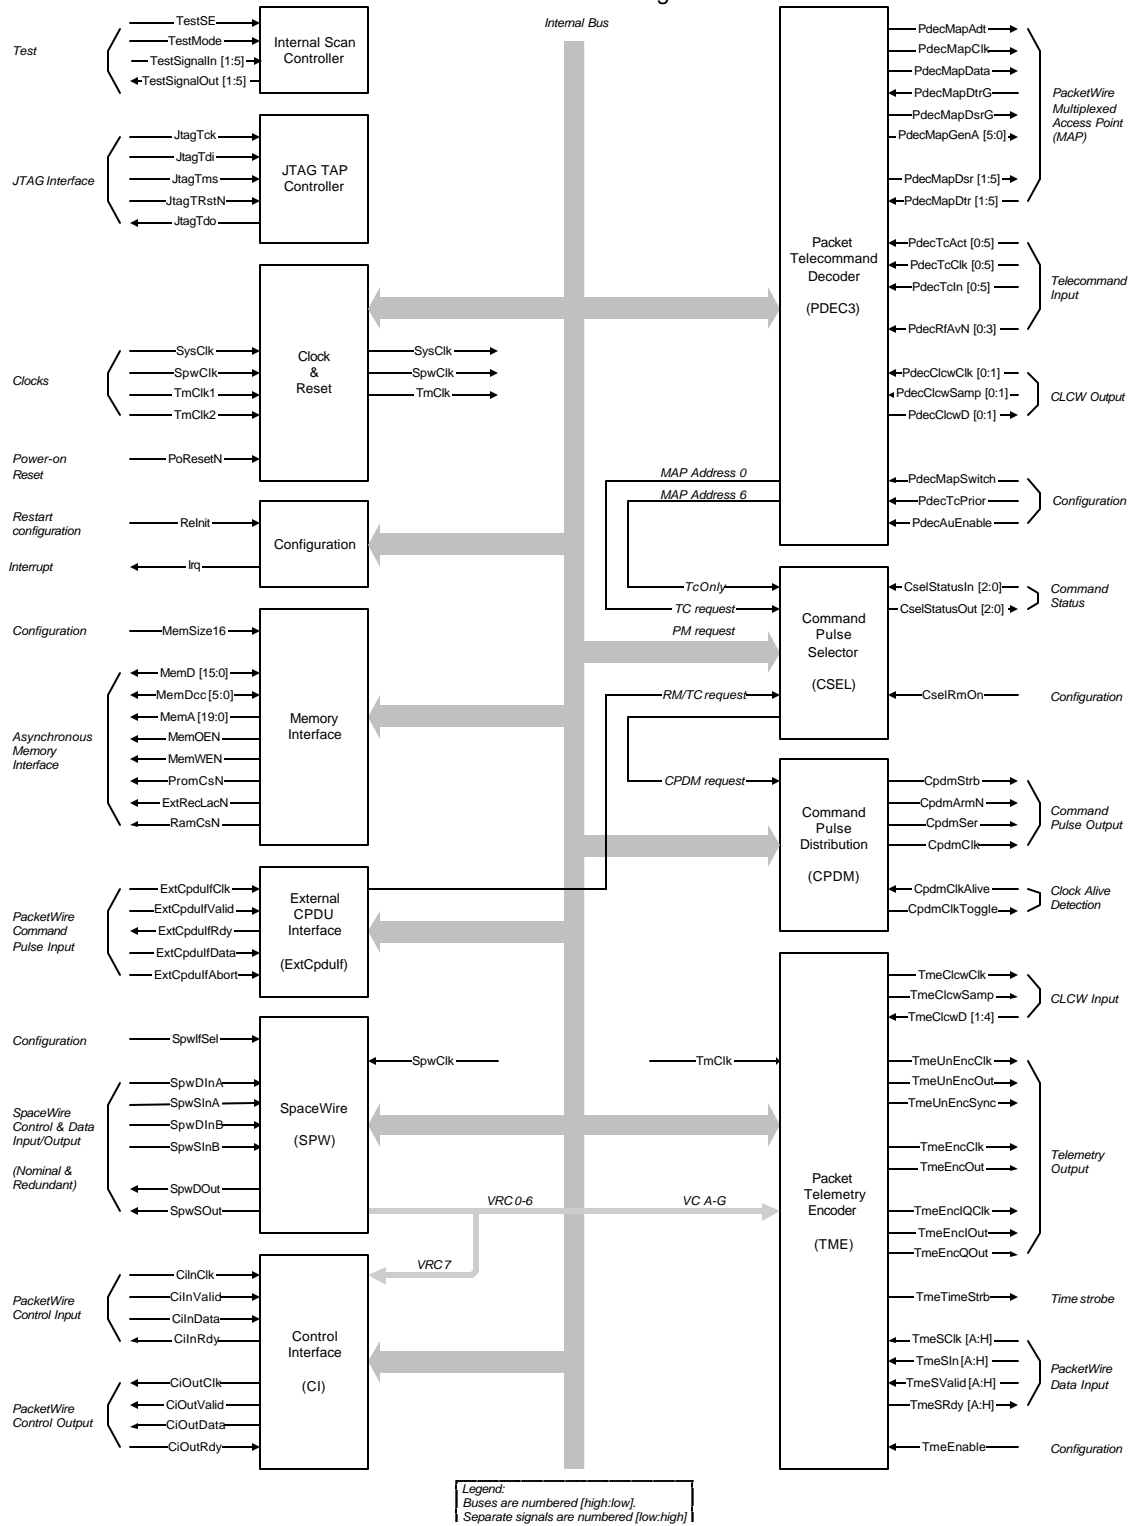 Internal Bus
Test
TestSE
TestMode
TestSignalIn [1:5]
TestSignalOut [1:5]
Internal Scan
Controller
JTAG Interface
JtagTck
JtagTdi
JtagTms
JtagTRstN
JtagTdo
JTAG TAP
Controller
Clocks
SysClk
SpwClk
TmClk1
TmClk2
Power-on
Reset
PoResetN
Clock
&
Reset
SysClk
SpwClk
TmClk
Restart
configuration
ReInit
Interrupt
Irq
Configuration
Configuration
MemSize16
Asynchronous
Memory
Interface
MemD [15:0]
MemDcc [5:0]
MemA [19:0]
MemOEN
MemWEN
PromCsN
ExtRecLacN
RamCsN
Memory
Interface
PacketWire
Command
Pulse Input
ExtCpduIfClk
ExtCpduIfValid
ExtCpduIfRdy
ExtCpduIfData
ExtCpduIfAbort
External
CPDU
Interface
(ExtCpduIf)
Configuration
SpwIfSel
SpaceWire
Control & Data
Input/Output
(Nominal &
Redundant)
SpwDInA
SpwSInA
SpwDInB
SpwSInB
SpwDOut
SpwSOut
SpaceWire
(SPW)
SpwClk
PacketWire
Control Input
CiInClk
CiInValid
CiInData
CiInRdy
PacketWire
Control Output
CiOutClk
CiOutValid
CiOutData
CiOutRdy
Control
Interface
(CI)
MAP Address 0
MAP Address 6
TcOnly
TC request
PM request
RM/TC request
CPDM request
TmClk
VRC 0-6
VC A-G
VRC 7
Packet
Telecommand
Decoder
(PDEC3)
PdecMapAdt
PdecMapClk
PdecMapData
PdecMapDtrG
PdecMapDsrG
PdecMapGenA [5:0]
PdecMapDsr [1:5]
PdecMapDtr [1:5]
PacketWire
Multiplexed
Access Point
(MAP)
PdecTcAct [0:5]
PdecTcClk [0:5]
PdecTcIn [0:5]
PdecRfAvN [0:3]
Telecommand
Input
PdecClcwClk [0:1]
PdecClcwSamp [0:1]
PdecClcwD [0:1]
CLCW Output
PdecMapSwitch
PdecTcPrior
PdecAuEnable
Configuration
Command
Pulse
Selector
(CSEL)
CselStatusIn [2:0]
CselStatusOut [2:0]
Command
Status
CselRmOn
Configuration
Command
Pulse
Distribution
(CPDM)
CpdmStrb
CpdmArmN
CpdmSer
CpdmClk
Command
Pulse Output
CpdmClkAlive
CpdmClkToggle
Clock Alive
Detection
Packet
Telemetry
Encoder
(TME)
TmeClcwClk
TmeClcwSamp
TmeClcwD [1:4]
CLCW Input
TmeUnEncClk
TmeUnEncOut
TmeUnEncSync
TmeEncClk
TmeEncOut
TmeEncIQClk
TmeEncIOut
TmeEncQOut
Telemetry
Output
TmeTimeStrb
Time strobe
TmeSClk [A:H]
TmeSIn [A:H]
TmeSValid [A:H]
TmeSRdy [A:H]
PacketWire
Data Input
TmeEnable
Configuration
Legend:
Buses are numbered [high:low].
Separate signals are numbered [low:high]